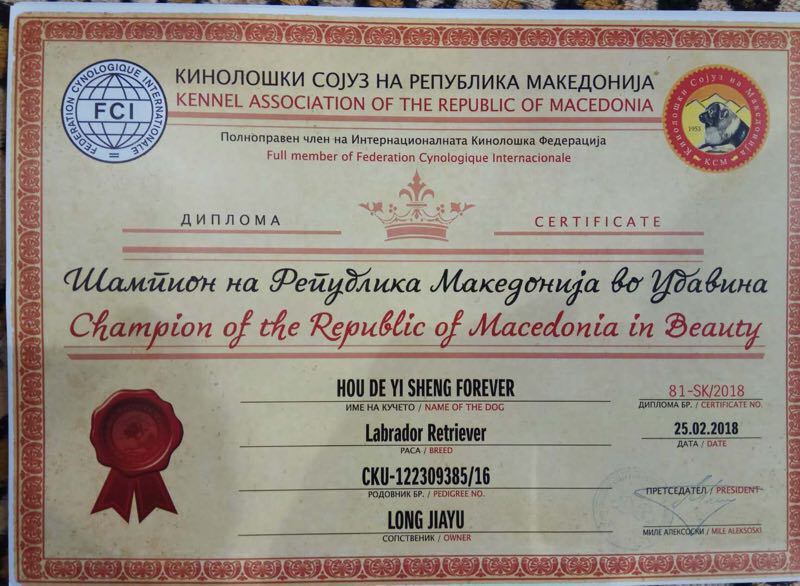 КИНОЛОШКИ СОЈУЗ НА РЕПУБЛИКА МАКЕДОНИЈА
KENNEL ASSOCIATION OF THE REPUBLIC OF MACEDONIA
FEDERATION CYNOLOGIQUE INTERNATIONALE
FCI
Кинолошки Сојуз на Македонија
1953
КСМ
Полноправен член на Интернационалната Кинолошка Федерација
Full member of Federation Cynologique Internacionale
ДИПЛОМА
CERTIFICATE
Шампион на Република Македонија во Убавина
Champion of the Republic of Macedonia in Beauty
HOU DE YI SHENG FOREVER
ИМЕ НА КУЧЕТО / NAME OF THE DOG
81-SK/2018
ДИПЛОМА БР. / CERTIFICATE NO.
Labrador Retriever
РАСА / BREED
25.02.2018
ДАТА / DATE
CKU-122309385/16
РОДОВНИК БР. / PEDIGREE NO.
ПРЕТСЕДАТЕЛ / PRESIDENT
LONG JIAYU
СОПСТВЕНИК / OWNER
МИЛЕ АЛЕКСОСКИ / MILE ALEKSOSKI